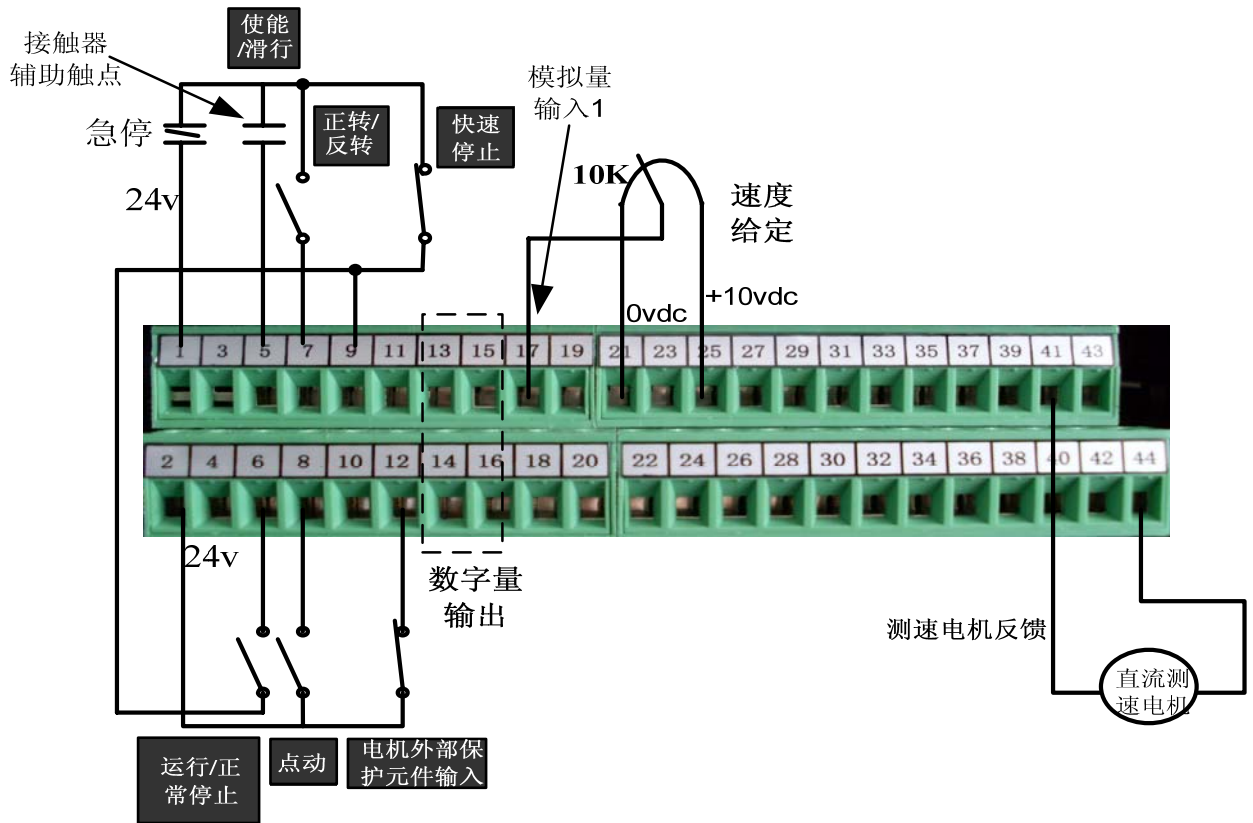 使能
/滑行
接触器
辅助触点
急停
正转/
反转
快速
停止
模拟量
输入1
10K
速度
给定
24v
0vdc
+10vdc
1 3 5 7 9 11 13 15 17 19 21 23 25 27 29 31 33 35 37 39 41 43
2 4 6 8 10 12 14 16 18 20 22 24 26 28 30 32 34 36 38 40 42 44
24v
数字量
输出
测速电机反馈
直流测
速电机
运行/正
常停止
点动
电机外部保
护元件输入